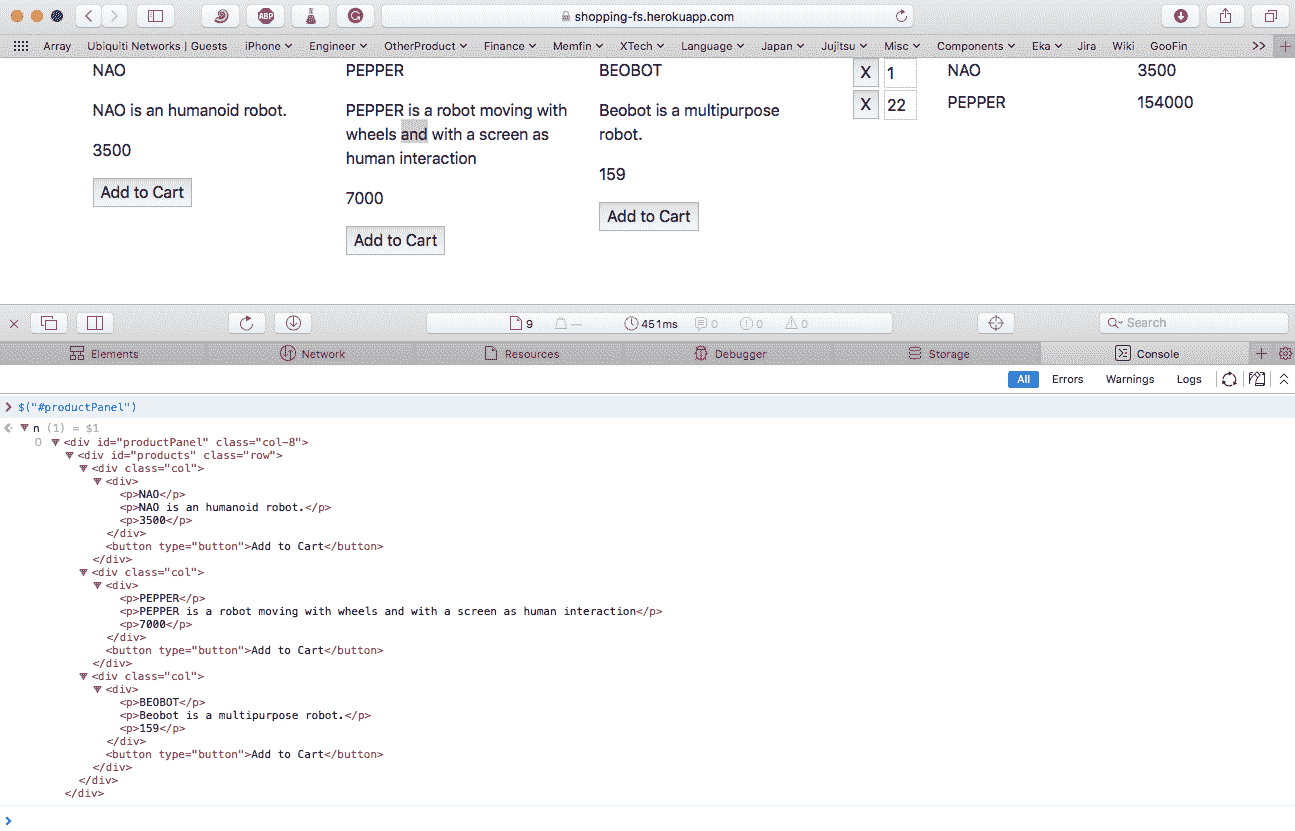 ABP
shopping-fs.herokuapp.com
Array Ubiquiti Networks | Guests iPhone Engineer OtherProduct Finance Memfin XTech Language Japan Jujitsu Misc Components Eka Jira Wiki GooFin >> +
NAO PEPPER BEOBOT X 1 NAO 3500
X 22 PEPPER 154000
NAO is an humanoid robot. PEPPER is a robot moving with Beobot is a multipurpose
wheels and with a screen as robot.
3500 human interaction
159
Add to Cart 7000
Add to Cart
Add to Cart
9 — 451ms 0 0 0 Search
Elements Network Resources Debugger Storage Console +
All Errors Warnings Logs
> $("#productPanel")
n (1) = $1
0 <div id="productPanel" class="col-8">
<div id="products" class="row">
<div class="col">
<div>
<p>NAO</p>
<p>NAO is an humanoid robot.</p>
<p>3500</p>
</div>
<button type="button">Add to Cart</button>
</div>
<div class="col">
<div>
<p>PEPPER</p>
<p>PEPPER is a robot moving with wheels and with a screen as human interaction</p>
<p>7000</p>
</div>
<button type="button">Add to Cart</button>
</div>
<div class="col">
<div>
<p>BEOBOT</p>
<p>Beobot is a multipurpose robot.</p>
<p>159</p>
</div>
<button type="button">Add to Cart</button>
</div>
</div>
</div>
>